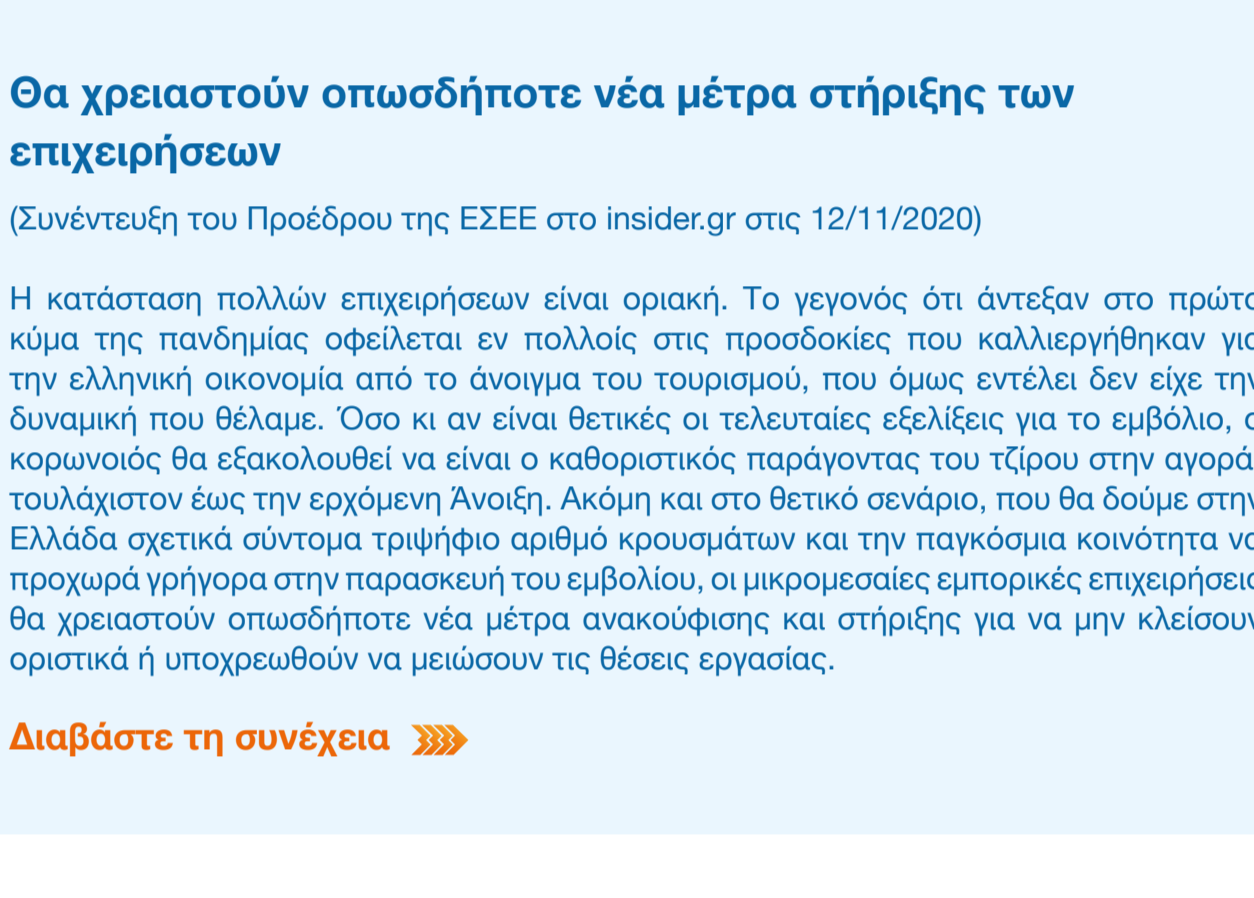 Θα χρειαστούν οπωσδήποτε νέα μέτρα στήριξης των
επιχειρήσεων
(Συνέντευξη του Προέδρου της ΕΣΕΕ στο insider.gr στις 12/11/2020)
Η κατάσταση πολλών επιχειρήσεων είναι οριακή. Το γεγονός ότι άντεξαν στο πρώτο
κύμα της πανδημίας οφείλεται εν πολλοίς στις προσδοκίες που καλλιεργήθηκαν για
την ελληνική οικονομία από το άνοιγμα του τουρισμού, που όμως εντέλει δεν είχε την
δυναμική που θέλαμε. Όσο κι αν είναι θετικές οι τελευταίες εξελίξεις για το εμβόλιο, ο
κορωνοιός θα εξακολουθεί να είναι ο καθοριστικός παράγοντας του τζίρου στην αγορά,
τουλάχιστον έως την ερχόμενη Άνοιξη. Ακόμη και στο θετικό σενάριο, που θα δούμε στην
Ελλάδα σχετικά σύντομα τριψήφιο αριθμό κρουσμάτων και την παγκόσμια κοινότητα να
προχωρά γρήγορα στην παρασκευή του εμβολίου, οι μικρομεσαίες εμπορικές επιχειρήσεις
θα χρειαστούν οπωσδήποτε νέα μέτρα ανακούφισης και στήριξης για να μην κλείσουν
οριστικά ή υποχρεωθούν να μειώσουν τις θέσεις εργασίας.
Διαβάστε τη συνέχεια